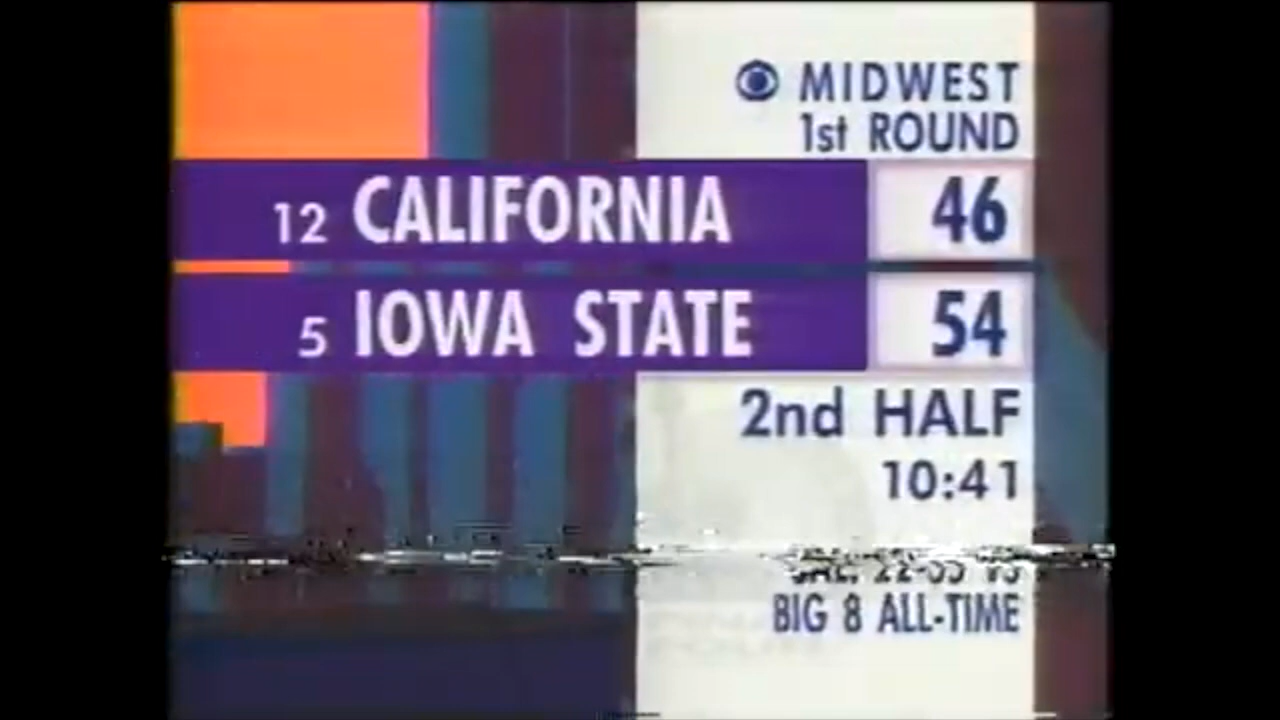 MIDWEST
1st ROUND
12 CALIFORNIA 46
5 IOWA STATE 54
2nd HALF
10:41
BIG 8 ALL-TIME